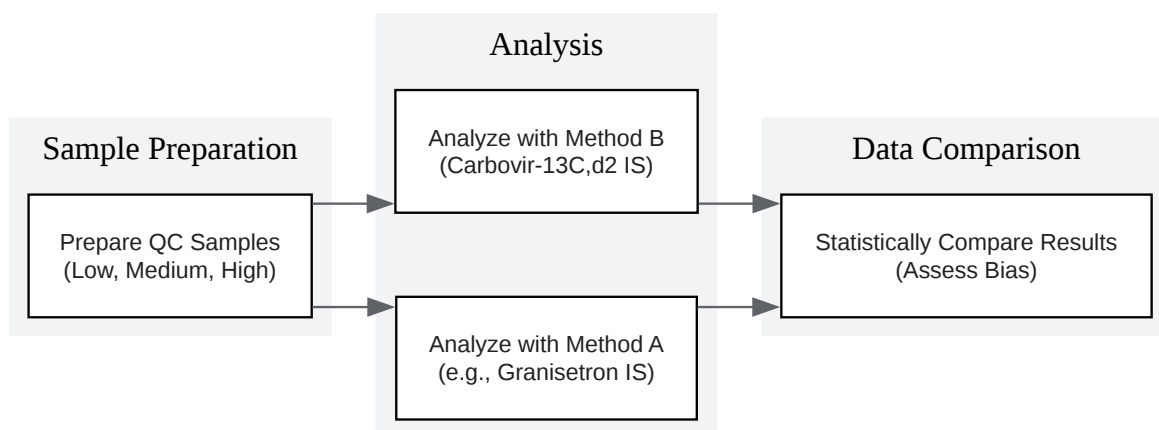 Sample Preparation
Prepare QC Samples
(Low, Medium, High)
Analysis
Analyze with Method B
(Carbovir-13C,d2 IS)
Analyze with Method A
(e.g., Granisetron IS)
Data Comparison
Statistically Compare Results
(Assess Bias)